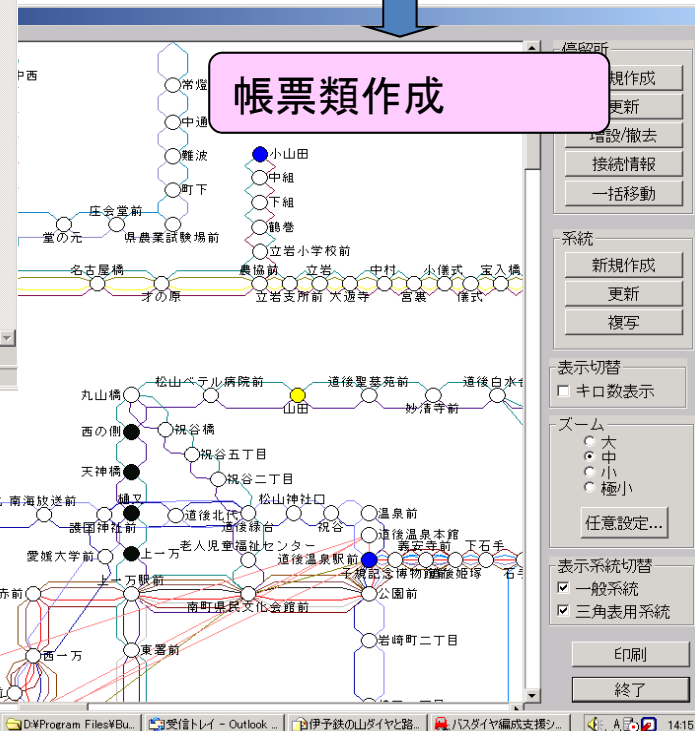 帳票類作成
中西
常燈
中通
難波
町下
庄会堂前
堂の元
県農業試験場前
小山田
中組
下組
鶴巻
立岩小学校前
名古屋橋
才の原
農協前
立岩
中村
小儀式
宝入橋
立岩支所前
大遊寺
宮裏
儀式
丸山橋
松山ベテル病院前
道後聖墓苑前
道後白水台
山田
妙清寺前
西の側
祝谷橋
天神橋
祝谷五丁目
祝谷二丁目
南海放送前
樋又
松山神社口
温泉前
護国神社前
道後北代
道後緑台
祝谷
道後温泉本館
愛媛大学前
上一万
老人児童福祉センター
道後温泉駅前
義安寺前
下石手
上一万駅前
子規記念博物館前
姫塚
石手
赤前
南町県民文化会館前
公園前
西一万
東署前
岩崎町二丁目
停留所
新規作成
更新
増設/撤去
接続情報
一括移動
系統
新規作成
更新
複写
表示切替
キロ数表示
ズーム
大
中
小
極小
任意設定...
表示系統切替
一般系統
三角表用系統
印刷
終了
D:¥Program Files¥Bu...
受信トレイ - Outlook ...
伊予鉄の山ダイヤと路...
バスダイヤ編成支援シ...
A
14:15